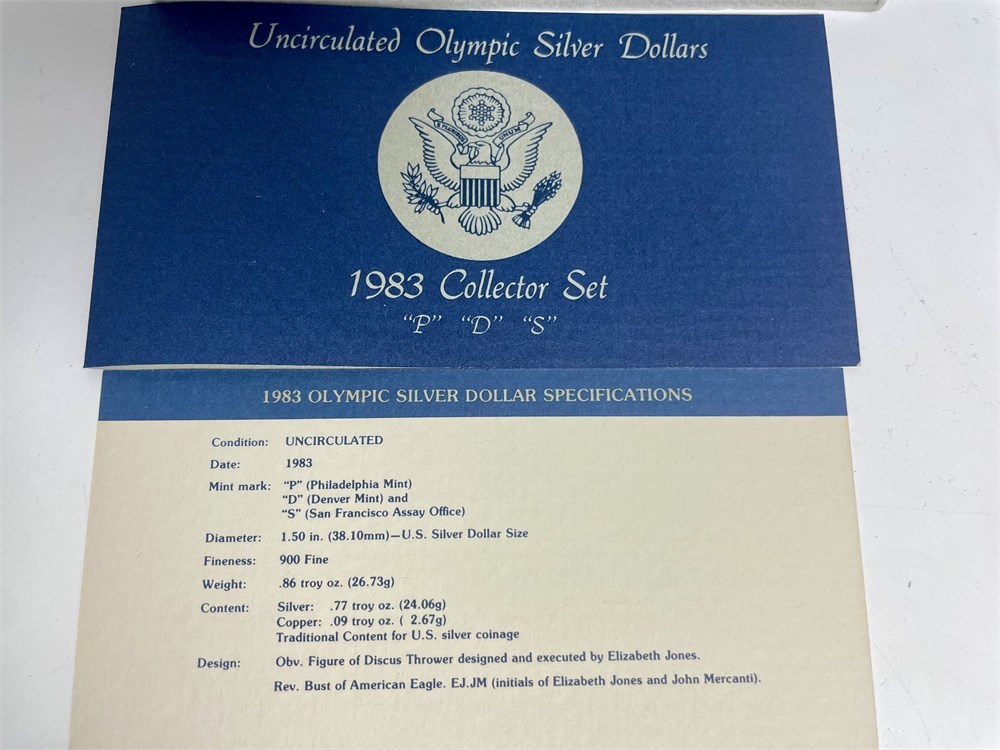 Uncirculated Olympic Silver Dollars
E PLURIBUS UNUM
1983 Collector Set
"P" "D" "S"
1983 OLYMPIC SILVER DOLLAR SPECIFICATIONS
Condition: UNCIRCULATED
Date: 1983
Mint mark: "P" (Philadelphia Mint)
"D" (Denver Mint) and
"S" (San Francisco Assay Office)
Diameter: 1.50 in. (38.10mm)—U.S. Silver Dollar Size
Fineness: 900 Fine
Weight: .86 troy oz. (26.73g)
Content: Silver: .77 troy oz. (24.06g)
Copper: .09 troy oz. ( 2.67g)
Traditional Content for U.S. silver coinage
Design: Obv. Figure of Discus Thrower designed and executed by Elizabeth Jones.
Rev. Bust of American Eagle. EJ.JM (initials of Elizabeth Jones and John Mercanti).